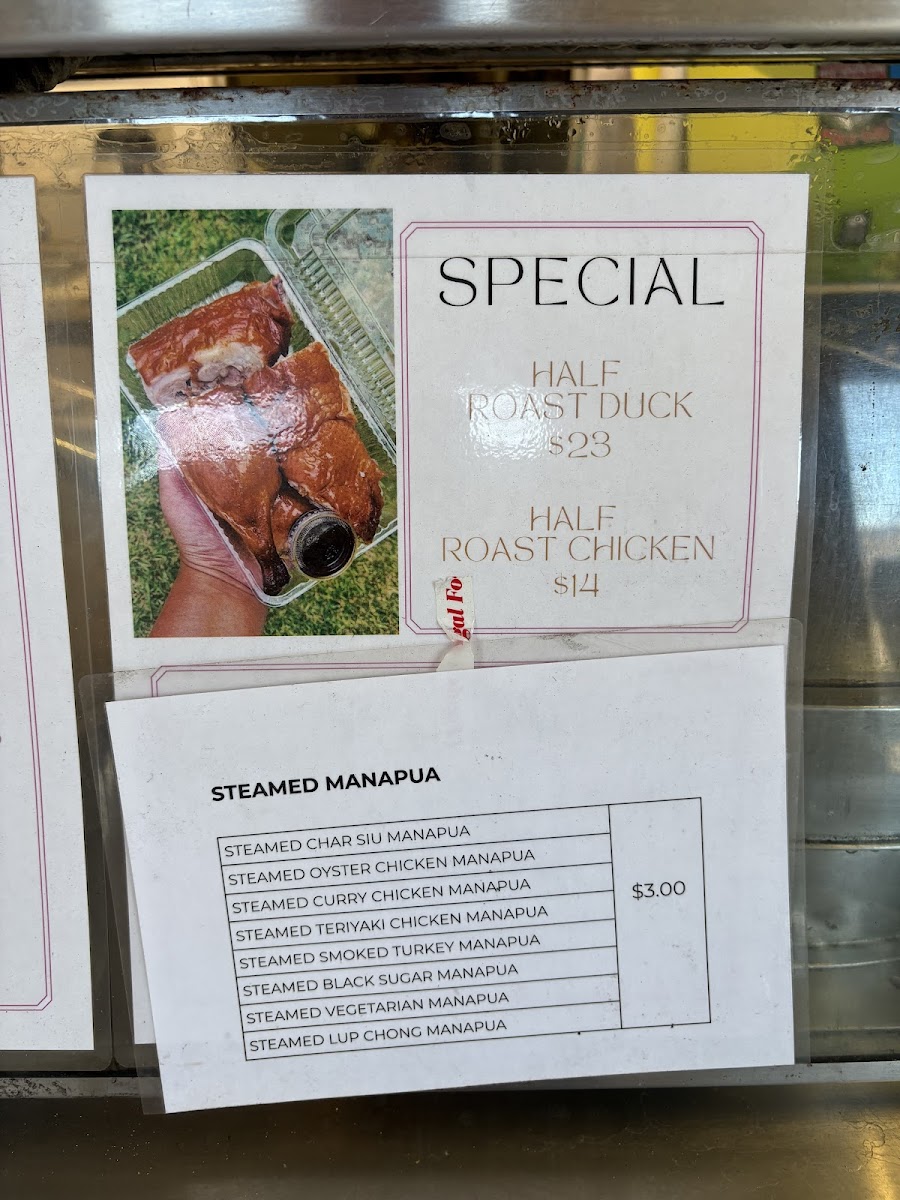 SPECIAL
HALF
ROAST DUCK
$23
HALF
ROAST CHICKEN
$14
gal Fo
STEAMED MANAPUA
STEAMED CHAR SIU MANAPUA
STEAMED OYSTER CHICKEN MANAPUA
STEAMED CURRY CHICKEN MANAPUA
$3.00
STEAMED TERIYAKI CHICKEN MANAPUA
STEAMED SMOKED TURKEY MANAPUA
STEAMED BLACK SUGAR MANAPUA
STEAMED VEGETARIAN MANAPUA
STEAMED LUP CHONG MANAPUA